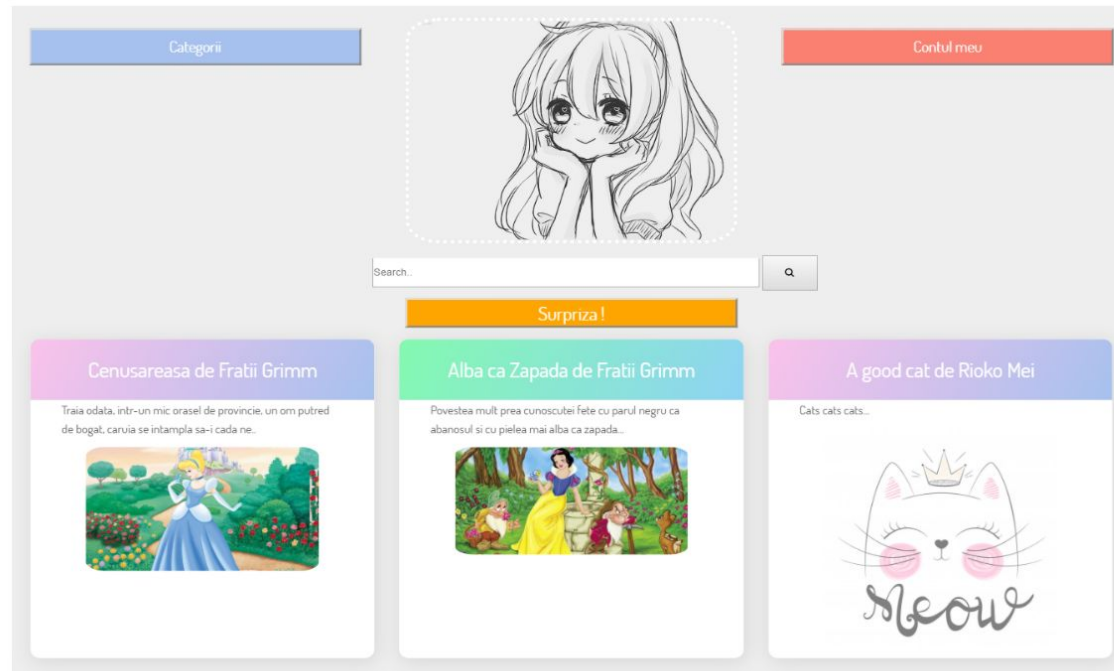 Categorii
Contul meu
Search..
Surpriza !
Cenusareasa de Fratii Grimm
Traia odata, intr-un mic orasel de provincie, un om putred
de bogat, caruia se intampla sa-i cada ne..
Alba ca Zapada de Fratii Grimm
Povestea mult prea cunoscutei fete cu parul negru ca
abanosul si cu pielea mai alba ca zapada...
A good cat de Rioko Mei
Cats cats cats...
Meow